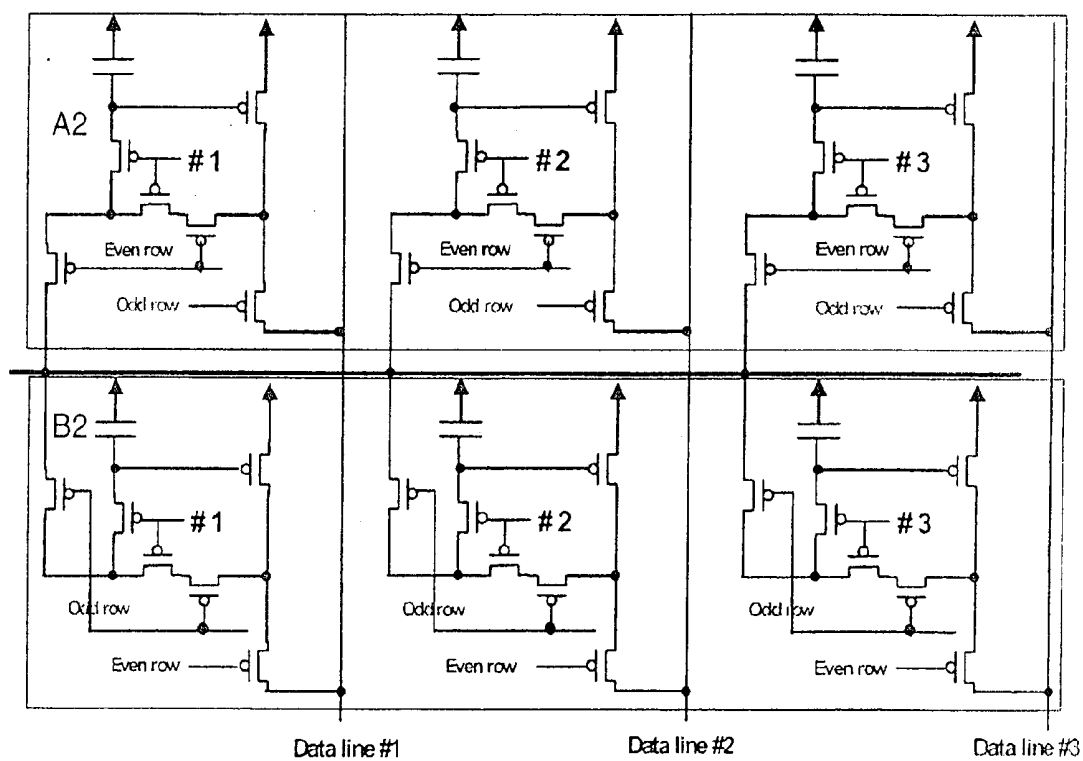 A2
#1 #2 #3
Even row Even row Even row
Odd row Odd row Odd row
B2
#1 #2 #3
Odd row Odd row Odd row
Even row Even row Even row
Data line #1 Data line #2 Data line #3